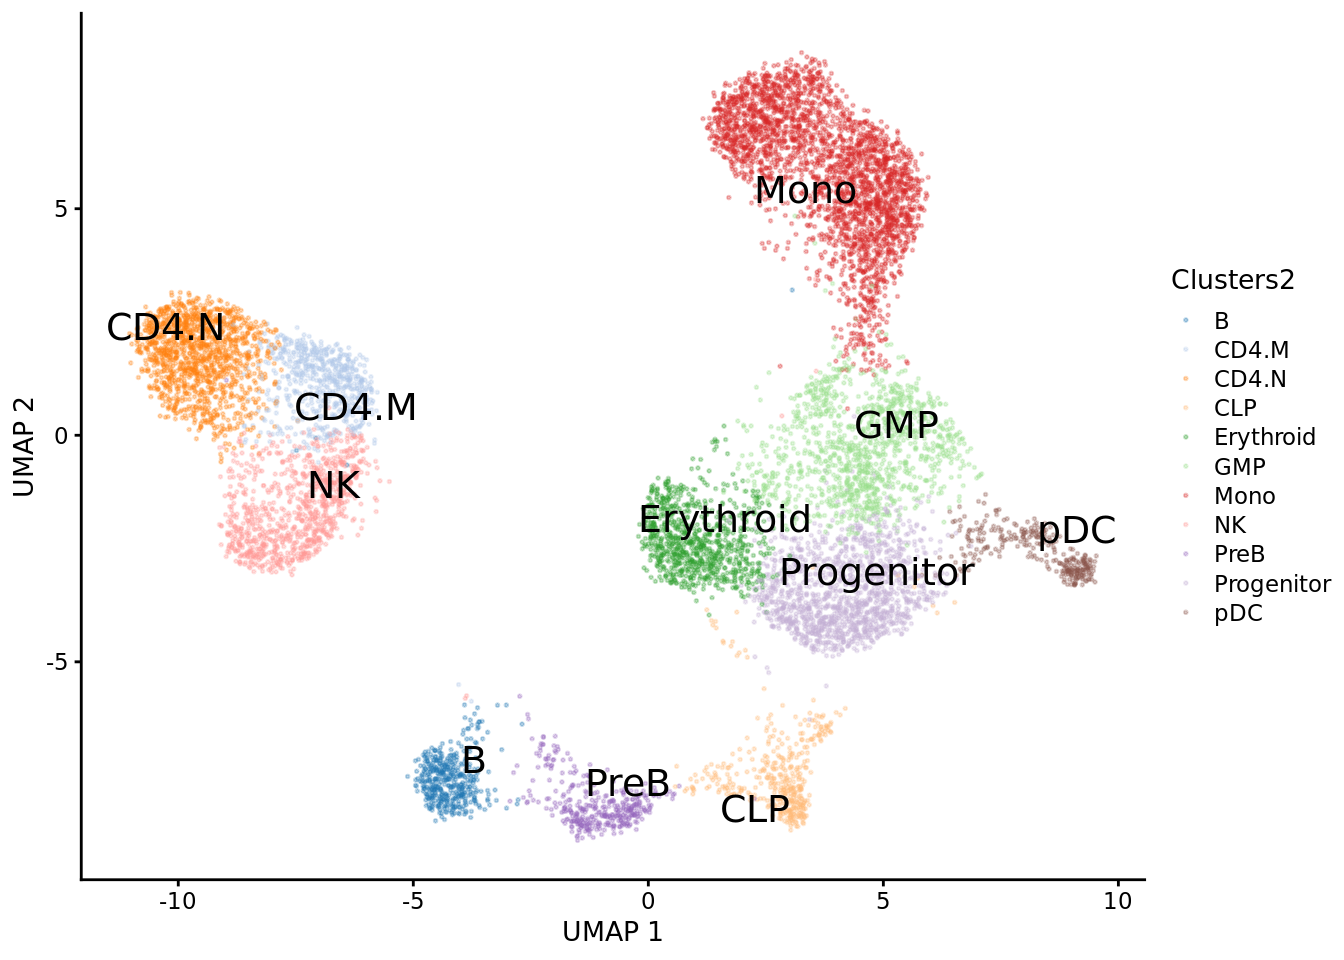 Mono
5
CD4.N
CD4.M
GMP
0
NK
Erythroid
pDC
Progenitor
-5
B
PreB
CLP
-10
-5
0
5
10
UMAP 1
UMAP 2
Clusters2
B
CD4.M
CD4.N
CLP
Erythroid
GMP
Mono
NK
PreB
Progenitor
pDC